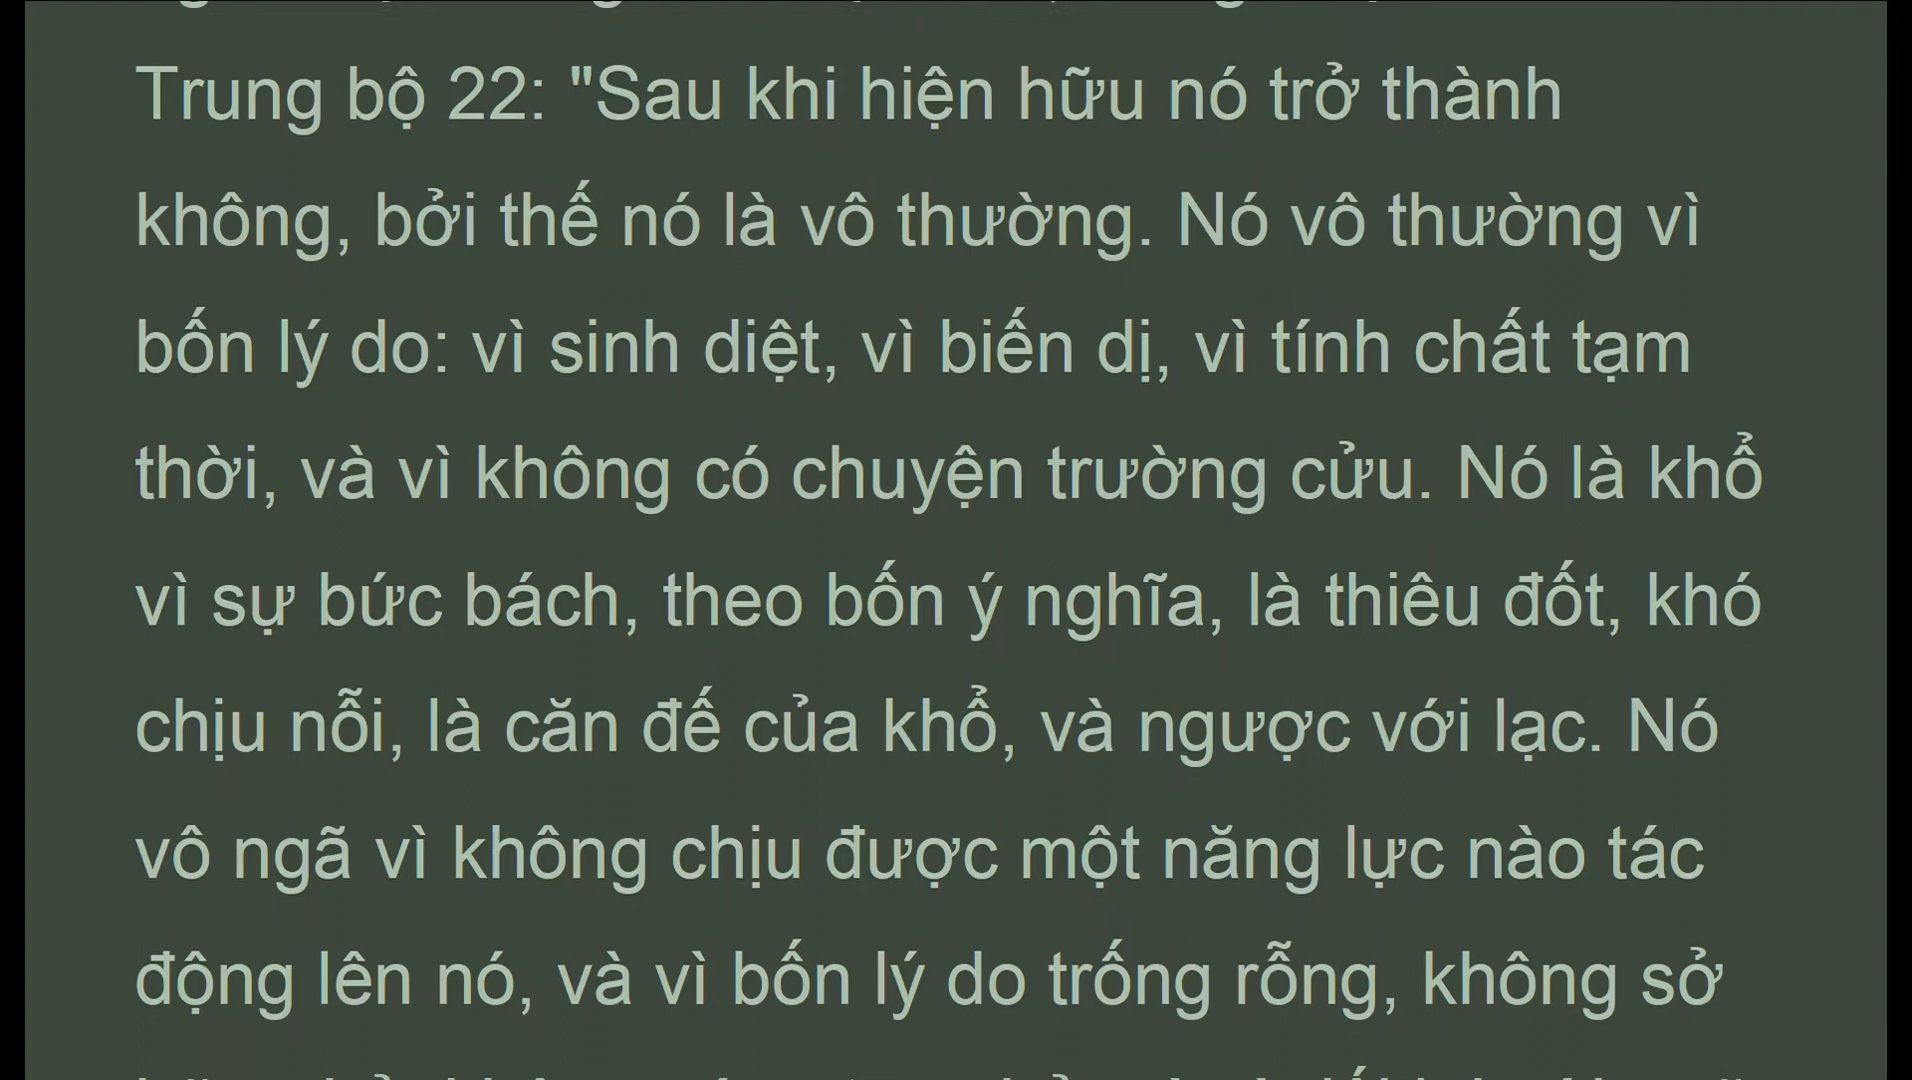 Trung bộ 22: "Sau khi hiện hữu nó trở thành
không, bởi thế nó là vô thường. Nó vô thường vì
bốn lý do: vì sinh diệt, vì biến dị, vì tính chất tạm
thời, và vì không có chuyện trường cửu. Nó là khổ
vì sự bức bách, theo bốn ý nghĩa, là thiêu đốt, khó
chịu nỗi, là căn đế của khổ, và ngược với lạc. Nó
vô ngã vì không chịu được một năng lực nào tác
động lên nó, và vì bốn lý do trống rỗng, không sở